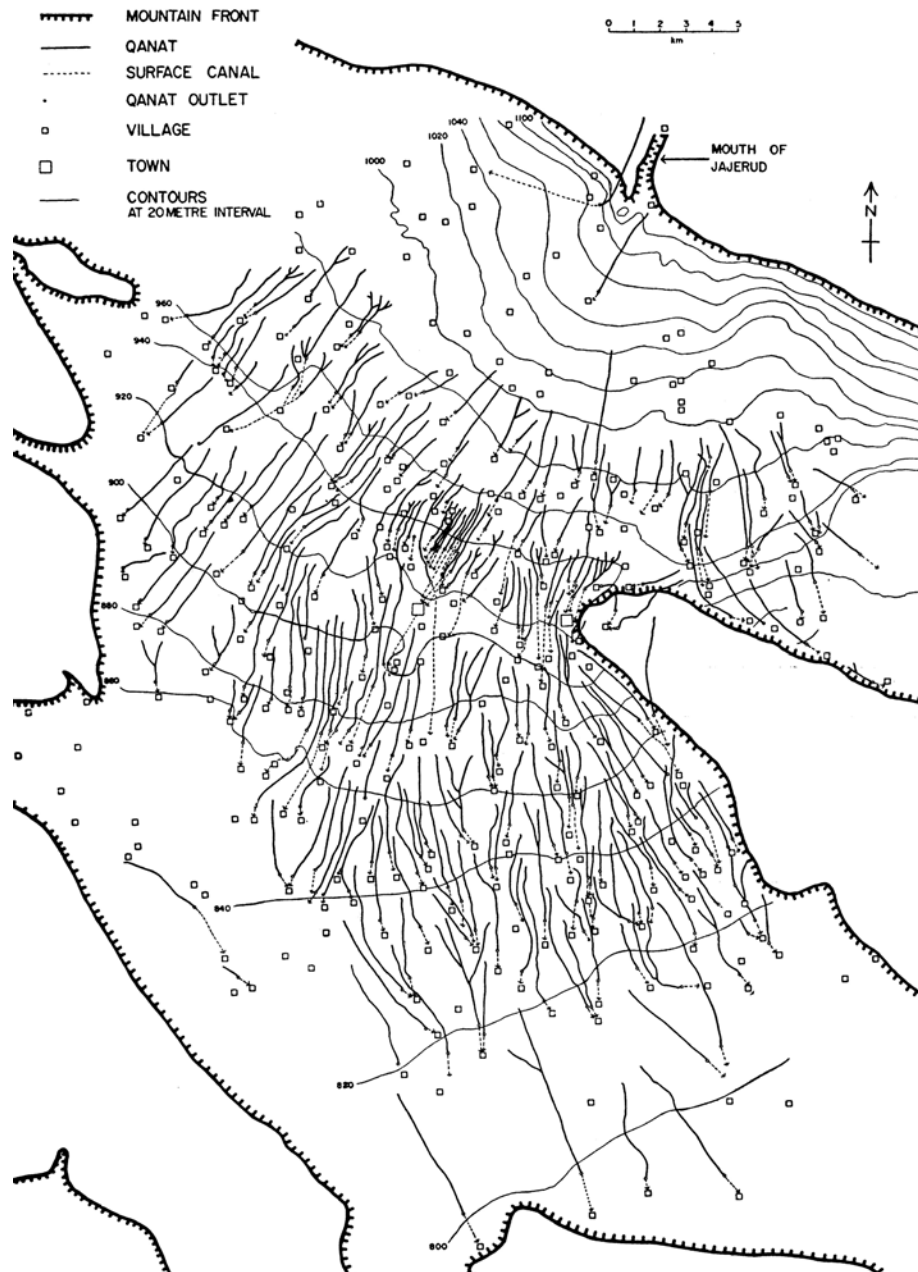 MOUNTAIN FRONT
QANAT
SURFACE CANAL
QANAT OUTLET
VILLAGE
TOWN
CONTOURS
AT 20 METRE INTERVAL
0 1 2 3 4 5
km
MOUTH OF
JAJERUD
N
1100
1040
1020
1000
960
940
920
900
880
860
840
820
800